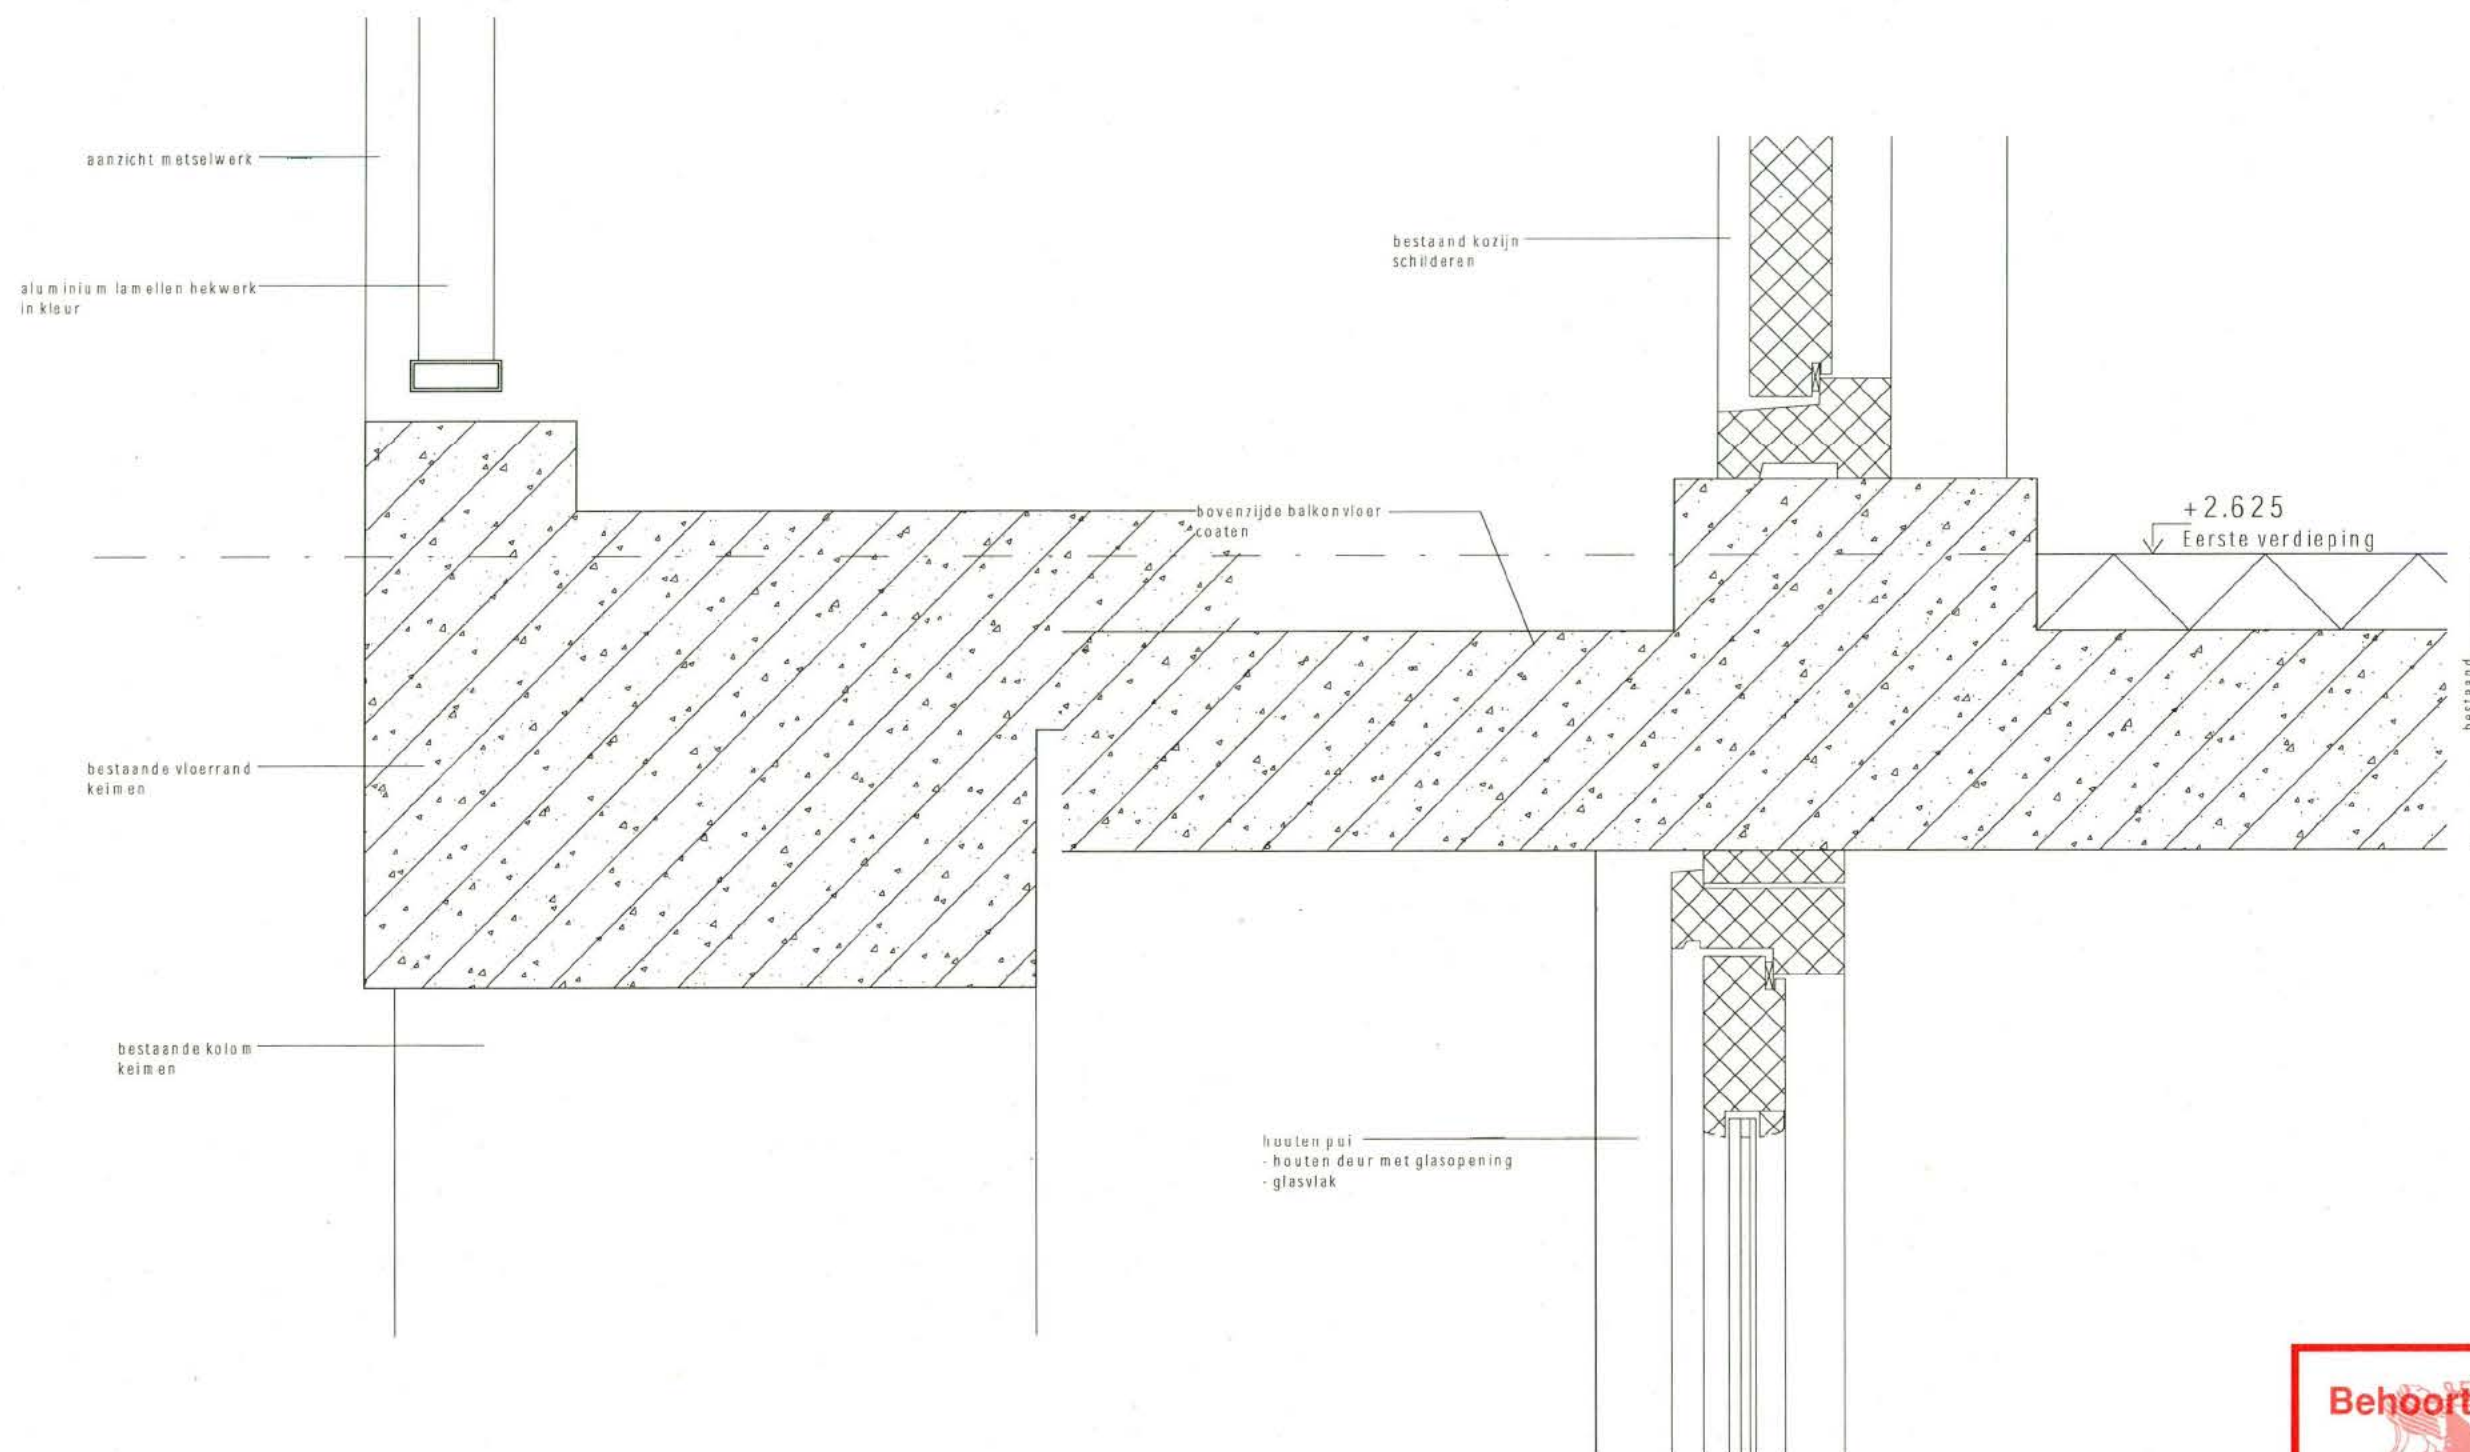 aanzicht metselwerk
aluminium lamellen hekwerk
in kleur
bestaand kozijn
schilderen
bovenzijde balkonvloer
coaten
+2.625
Eerste verdieping
bestaand
bestaande vloerrand
keimen
bestaande kolom
keimen
houten pui
- houten deur met glasopening
- glasvlak
Behoort